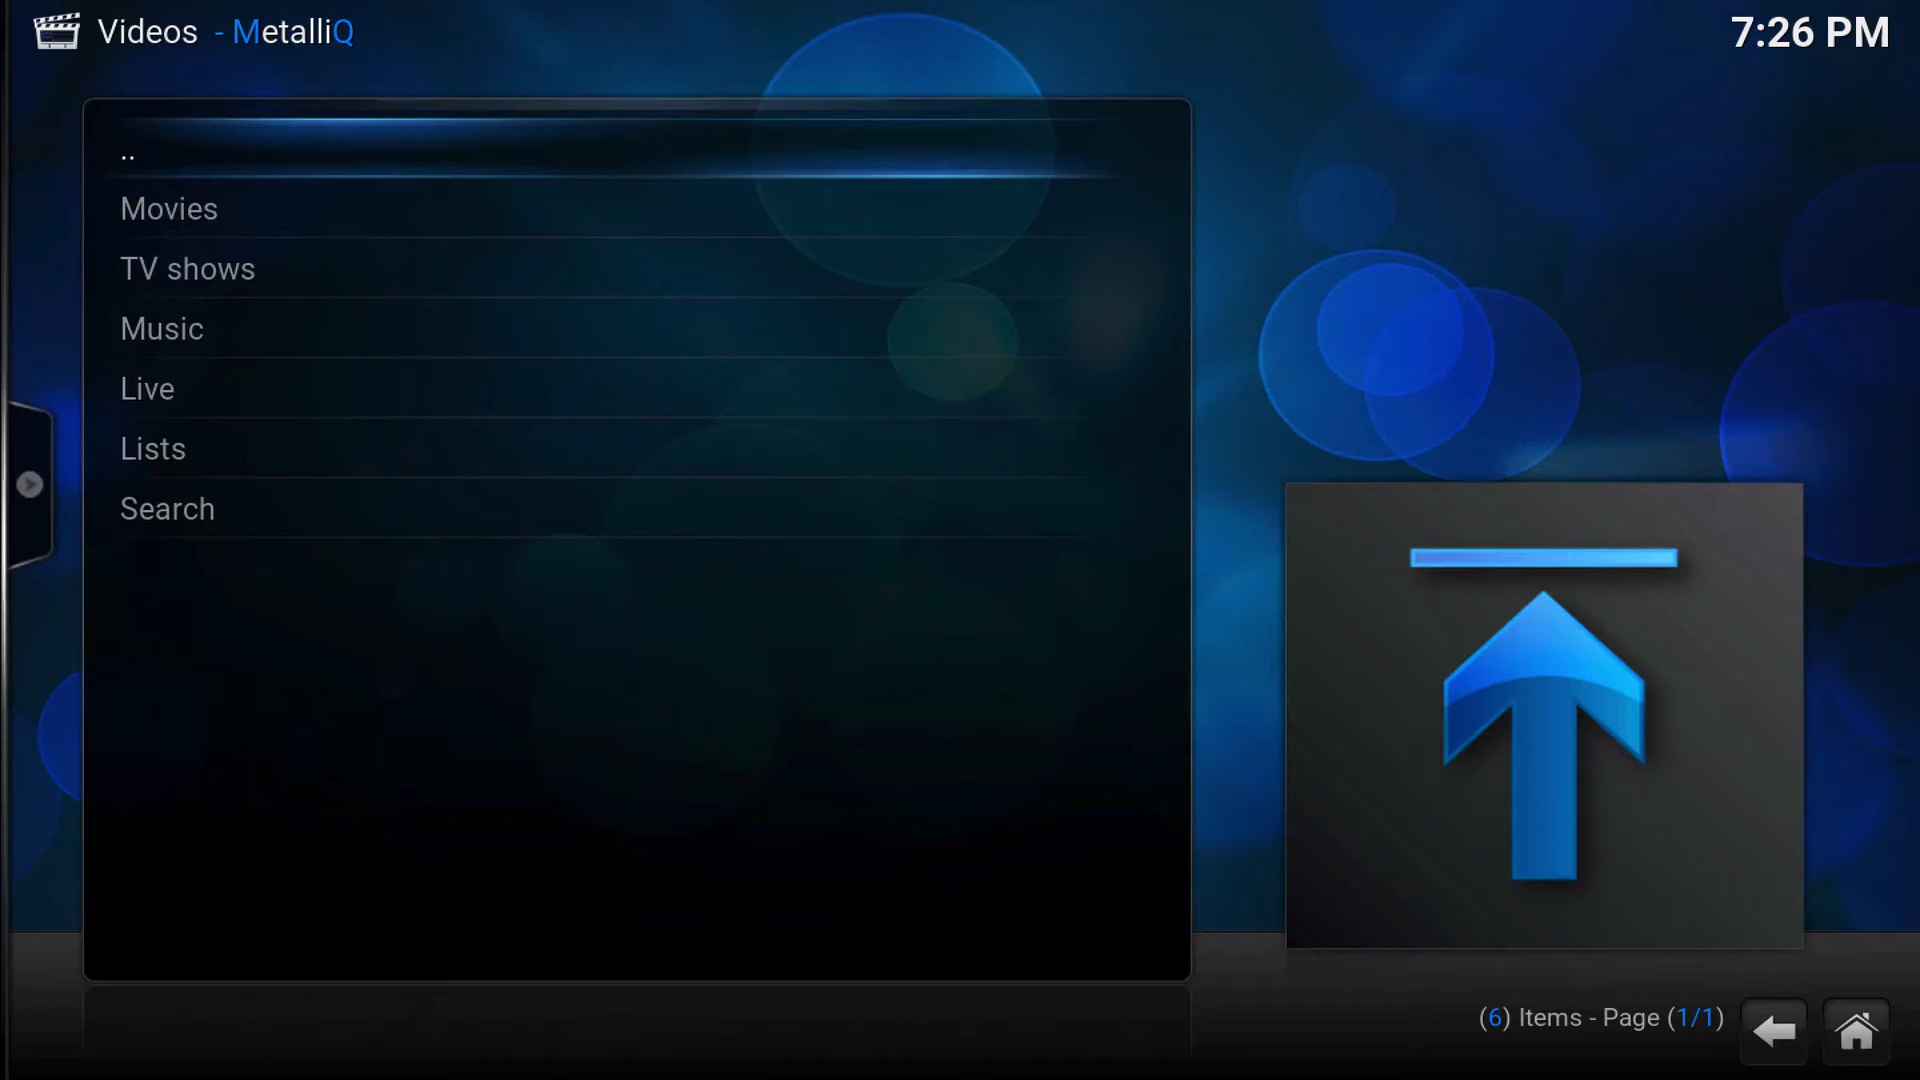 Videos - MetalliQ
7:26 PM
..
Movies
TV shows
Music
Live
Lists
Search
(6) Items - Page (1/1)